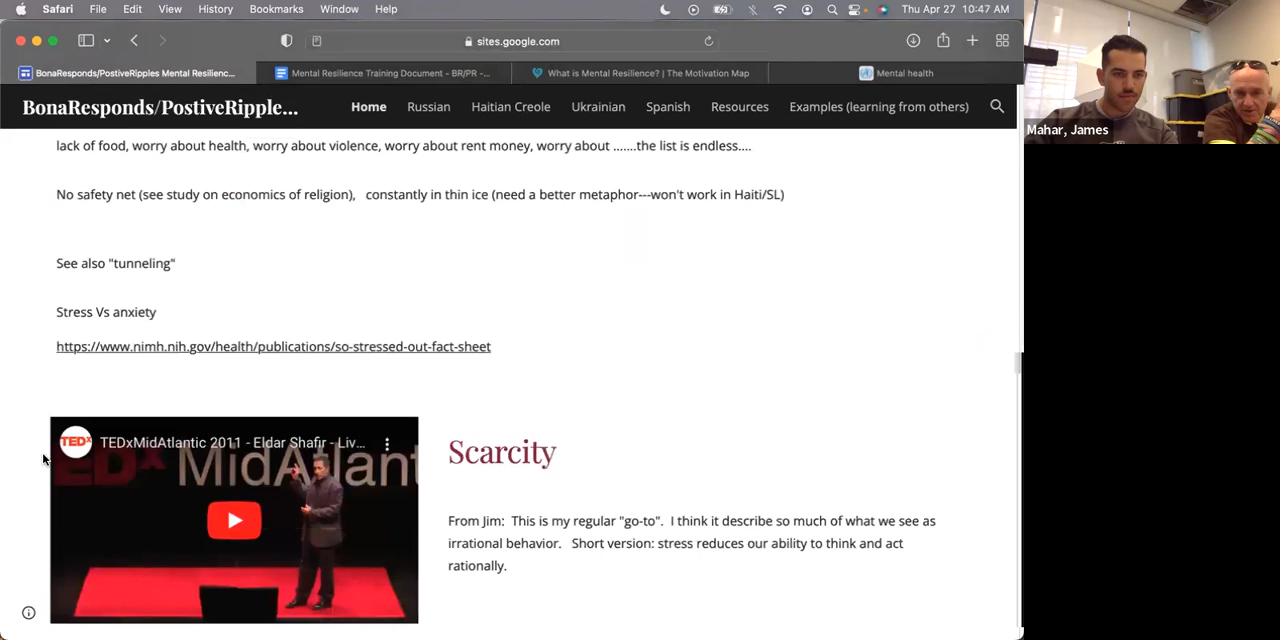 Safari File Edit View History Bookmarks Window Help Thu Apr 27 10:47 AM
sites.google.com
BonaResponds/PostiveRipples Mental Resilienc... Mental Resilience Training Document - BR/PR -... What is Mental Resilience? | The Motivation Map Mental health
BonaResponds/PostiveRipple... Home Russian Haitian Creole Ukrainian Spanish Resources Examples (learning from others)
Mahar, James
lack of food, worry about health, worry about violence, worry about rent money, worry about .......the list is endless....
No safety net (see study on economics of religion), constantly in thin ice (need a better metaphor---won't work in Haiti/SL)
See also "tunneling"
Stress Vs anxiety
https://www.nimh.nih.gov/health/publications/so-stressed-out-fact-sheet
TEDx TEDxMidAtlantic 2011 - Eldar Shafir - Liv...
MidAtlant
Scarcity
From Jim: This is my regular "go-to". I think it describe so much of what we see as
irrational behavior. Short version: stress reduces our ability to think and act
rationally.